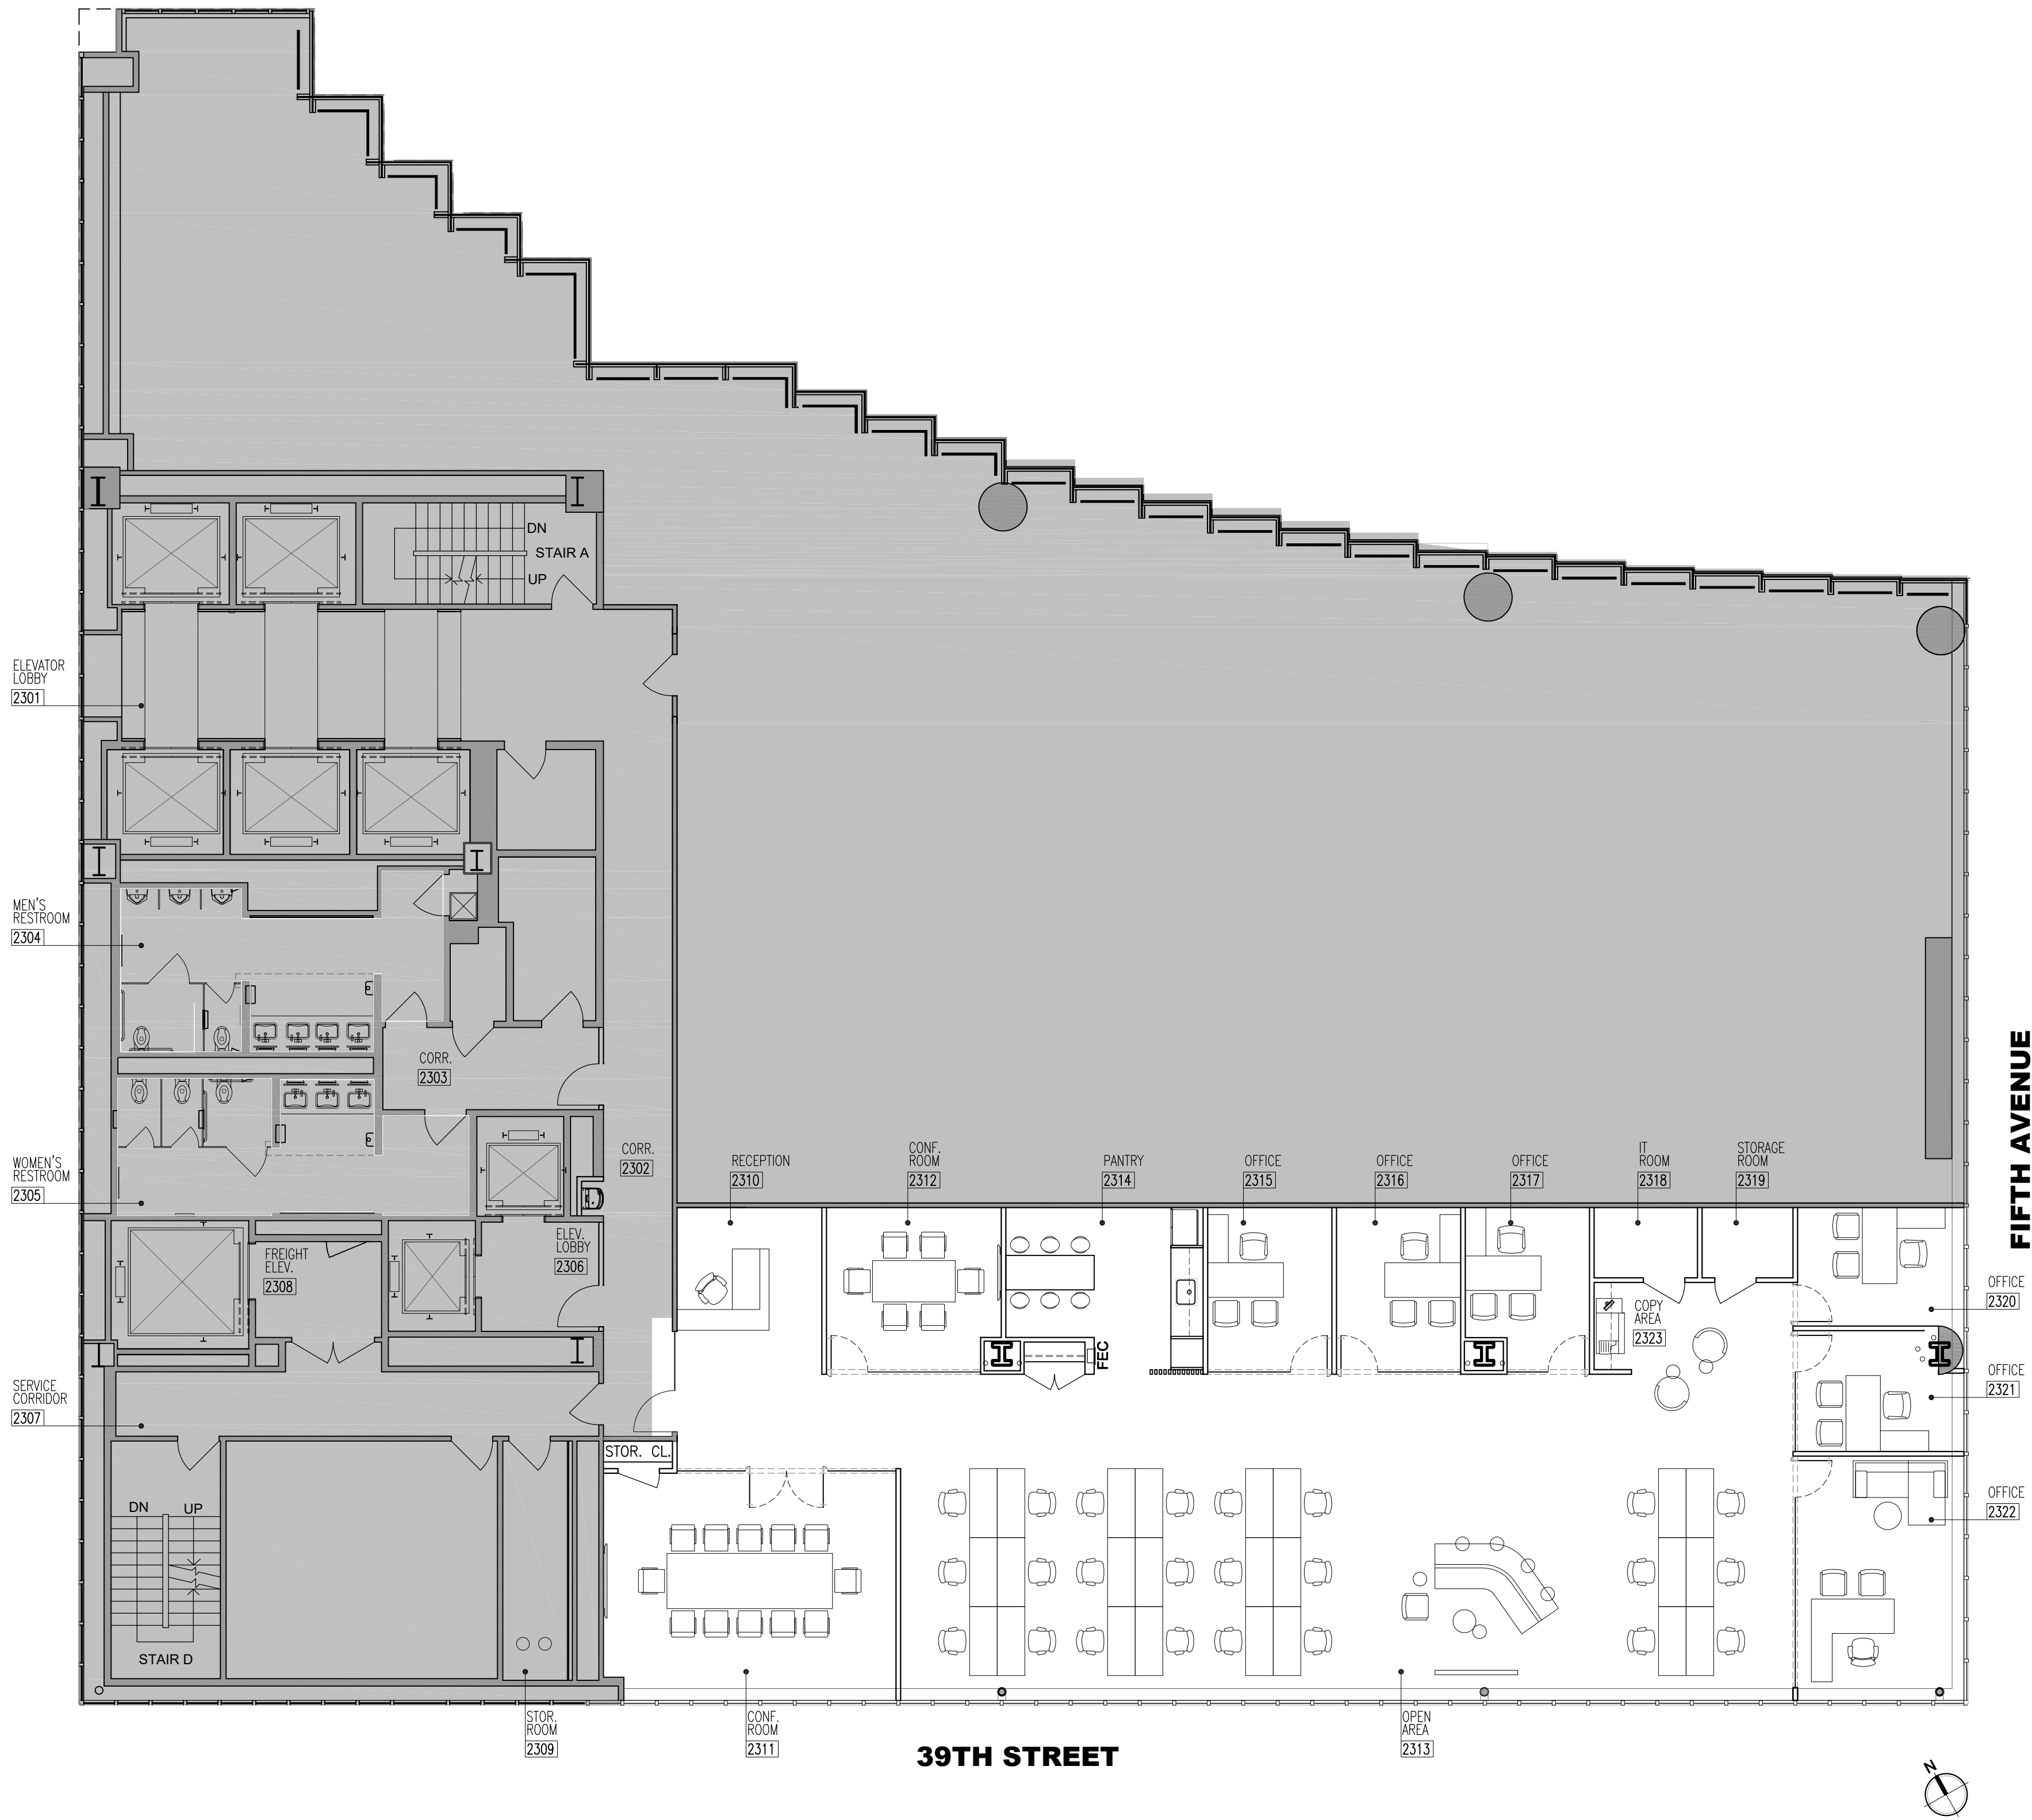 DN
STAIR A
UP
ELEVATOR
LOBBY
2301
MEN'S
RESTROOM
2304
CORR.
2303
WOMEN'S
RESTROOM
2305
CORR.
2302
RECEPTION
2310
CONF.
ROOM
2312
PANTRY
2314
OFFICE
2315
OFFICE
2316
OFFICE
2317
IT
ROOM
2318
STORAGE
ROOM
2319
FIFTH AVENUE
FREIGHT
ELEV.
2308
ELEV.
LOBBY
2306
OFFICE
2320
COPY
AREA
2323
FEC
OFFICE
2321
SERVICE
CORRIDOR
2307
STOR. CL.
OFFICE
2322
DN
UP
STAIR D
STOR.
ROOM
2309
CONF.
ROOM
2311
OPEN
AREA
2313
39TH STREET
N